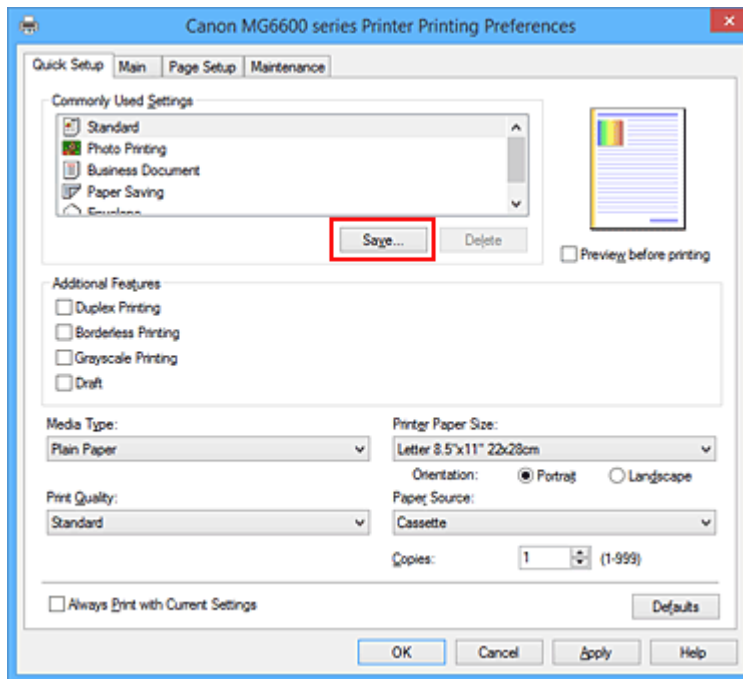 Canon MG6600 series Printer Printing Preferences
Quick Setup Main Page Setup Maintenance
Commonly Used Settings
Standard
Photo Printing
Business Document
Paper Saving
Envelope
Save... Delete
Preview before printing
Additional Features
Duplex Printing
Borderless Printing
Grayscale Printing
Draft
Media Type: Printer Paper Size:
Plain Paper Letter 8.5"x11" 22x28cm
Orientation: Portrait Landscape
Print Quality: Paper Source:
Standard Cassette
Copies: 1 (1-999)
Always Print with Current Settings Defaults
OK Cancel Apply Help